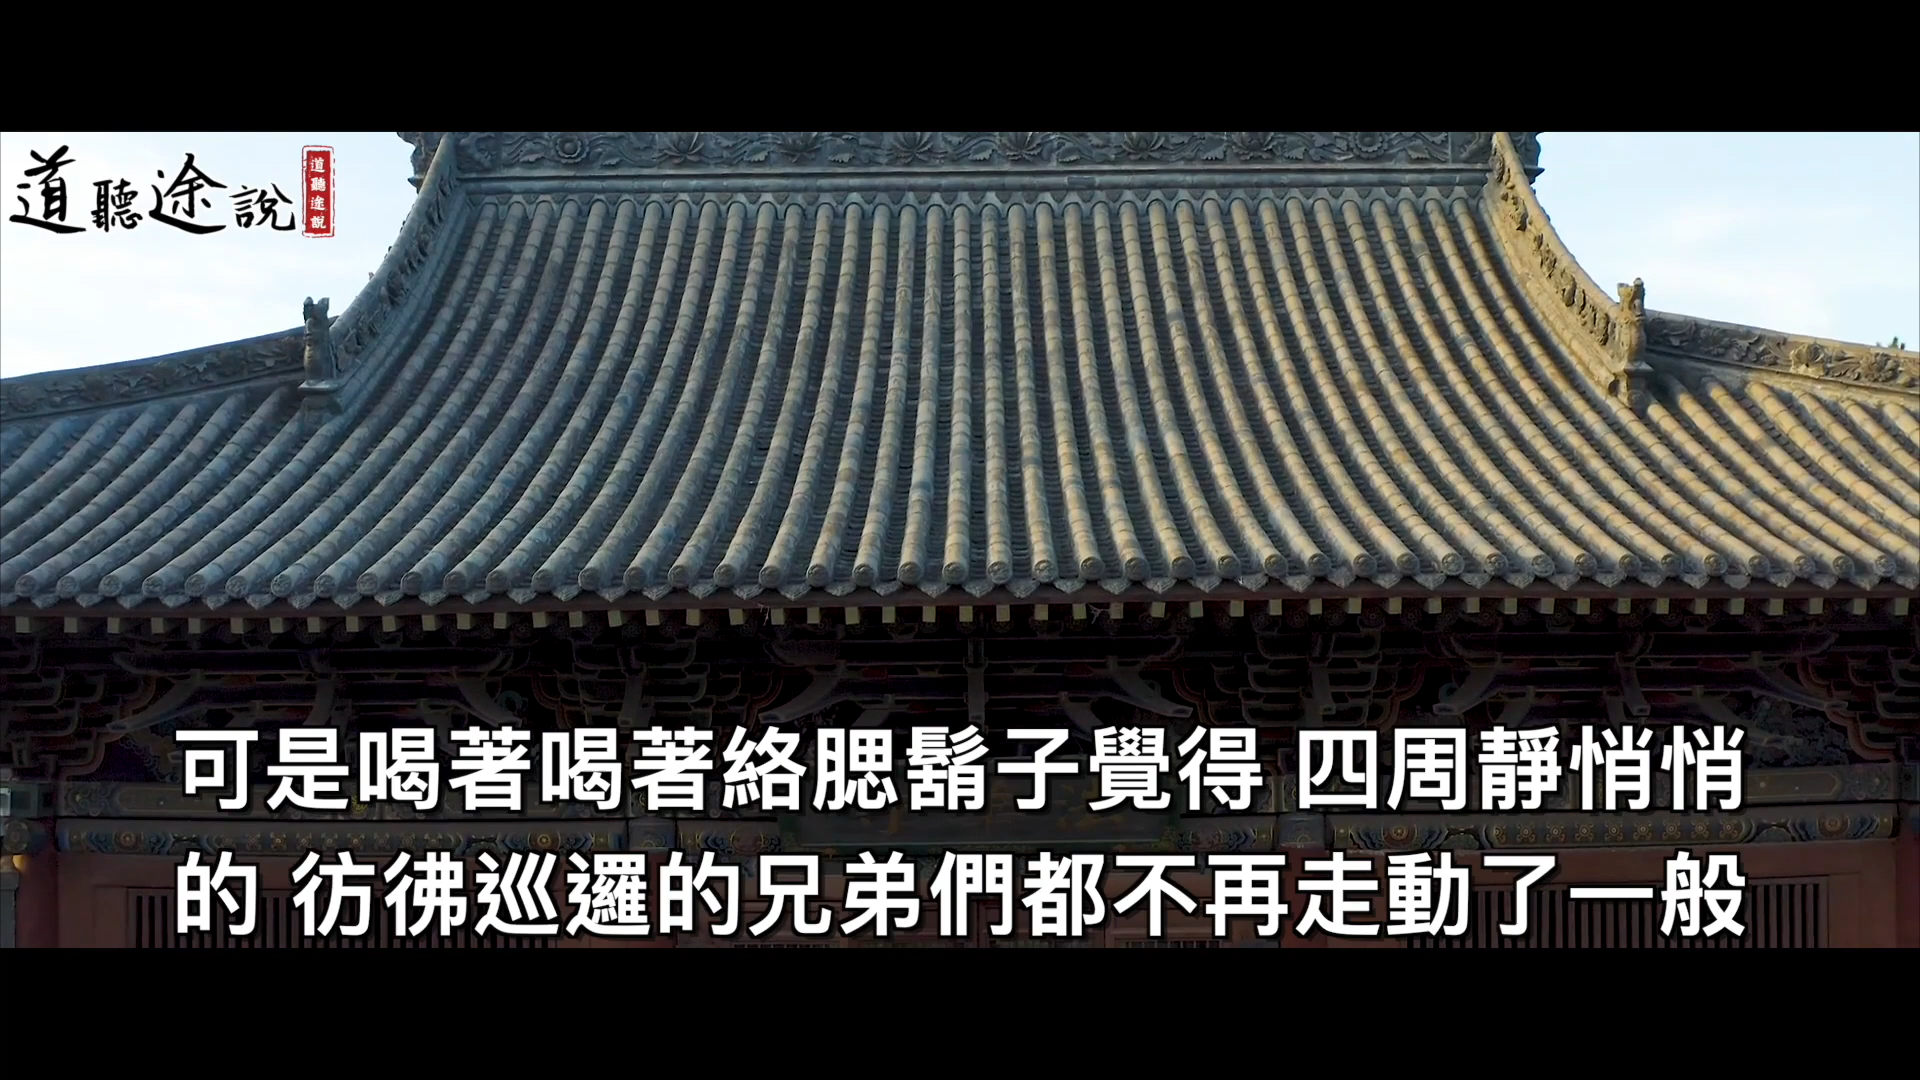 道聽途說
道聽途說
可是喝著喝著絡腮鬍子覺得 四周靜悄悄
的 彷彿巡邏的兄弟們都不再走動了一般